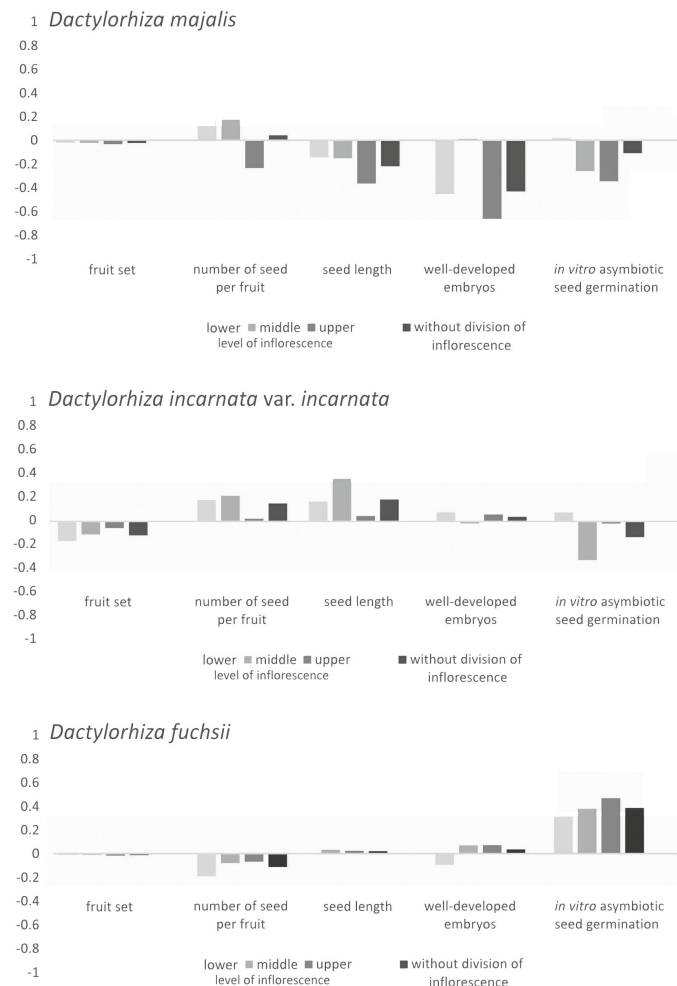 Dactylorhiza majalis
1
0.8
0.6
0.4
0.2
0
-0.2
-0.4
-0.6
-0.8
-1
fruit set
number of seed
per fruit
seed length
well-developed
embryos
in vitro asymbiotic
seed germination
lower middle upper
level of inflorescence
without division of
inflorescence
Dactylorhiza incarnata var. incarnata
1
0.8
0.6
0.4
0.2
0
-0.2
-0.4
-0.6
-0.8
-1
fruit set
number of seed
per fruit
seed length
well-developed
embryos
in vitro asymbiotic
seed germination
lower middle upper
level of inflorescence
without division of
inflorescence
Dactylorhiza fuchsii
1
0.8
0.6
0.4
0.2
0
-0.2
-0.4
-0.6
-0.8
-1
fruit set
number of seed
per fruit
seed length
well-developed
embryos
in vitro asymbiotic
seed germination
lower middle upper
level of inflorescence
without division of
inflorescence